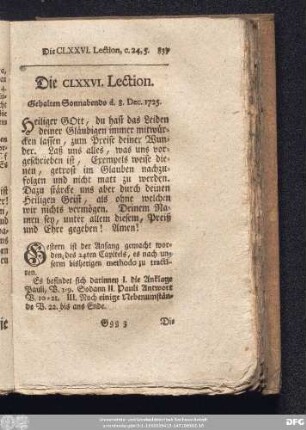 Die CLXXVI. Lection, c. 24, 5. 837
Die CLXXVI. Lection.
Gehalten Sonnabends d. 8. Dec. 1725.
Heiliger GOtt, du hast das Leiden
deiner Gläubigen immer mitwür-
cken lassen, zum Preise deiner Wun-
der. Laß uns alles, was uns vor-
geschrieben ist, Exempels weise die-
nen, getrost im Glauben nachzu-
folgen und nicht matt zu werden.
Dazu stärcke uns aber durch deinen
Heiligen Geist, als ohne welchen
wir nichts vermögen. Deinem Na-
men sey, unter allem diesem, Preiß
und Ehre gegeben! Amen!
Gestern ist der Anfang gemacht wor-
den, des 24ten Capitels, es nach un-
serm bißherigen methodo zu tracti-
ren.
Es befindet sich darinnen I. die Anklage
Pauli, V. 1-9. Sodann II. Pauli Antwort
V. 10-21. III. Noch einige Nebenumstän-
de V. 22. bis ans Ende.
Ggg 3 Die
DFG